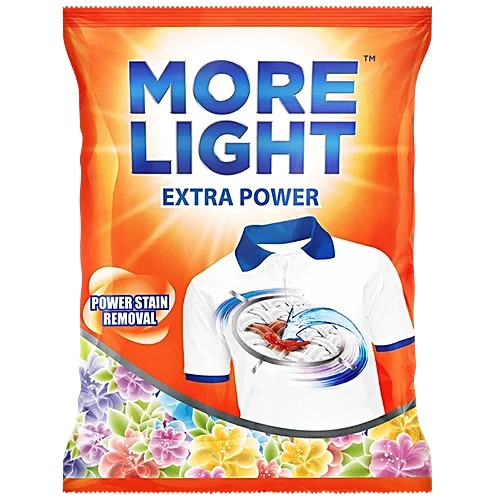 MORE
LIGHT
™
EXTRA POWER
POWER STAIN
REMOVAL